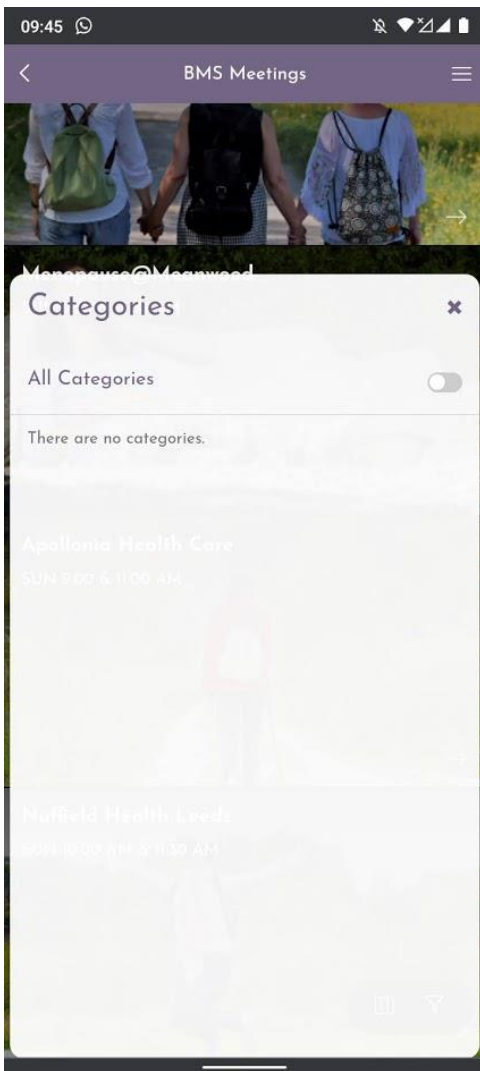 09:45
BMS Meetings
Menopause@Meanwood
Categories
All Categories
There are no categories.
Apollonia Health Care
SUN 9:00 & 11:00 AM
Nuffield Health Leeds
SUN 10:00 AM & 11:30 AM